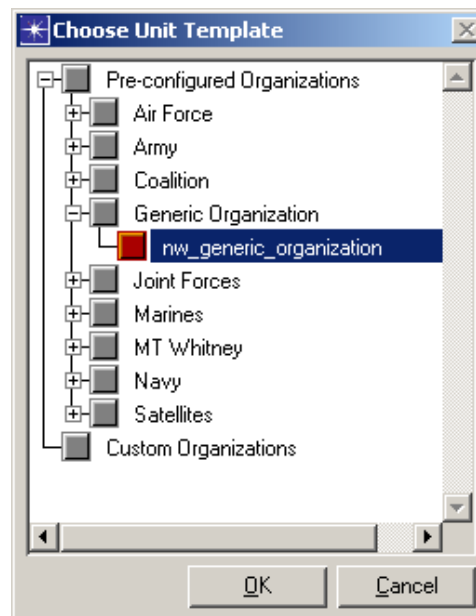 Choose Unit Template
Pre-configured Organizations
Air Force
Army
Coalition
Generic Organization
nw_generic_organization
Joint Forces
Marines
MT Whitney
Navy
Satellites
Custom Organizations
OK Cancel